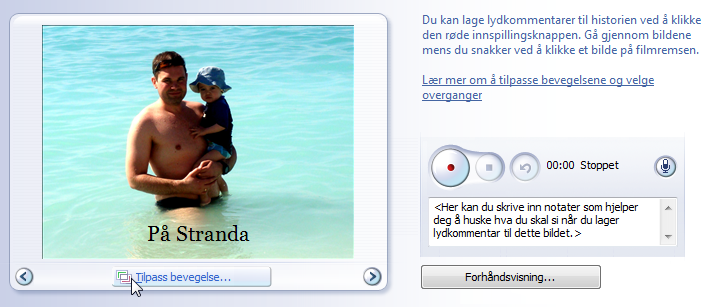 Du kan lage lydkommentarer til historien ved å klikke
den røde innspillingsknappen. Gå gjennom bildene
mens du snakker ved å klikke et bilde på filmremsen.
Lær mer om å tilpasse bevegelsene og velge
overganger
På Stranda
Tilpass bevegelse...
00:00 Stoppet
<Her kan du skrive inn notater som hjelper
deg å huske hva du skal si når du lager
lydkommentar til dette bildet.>
Forhåndsvisning...